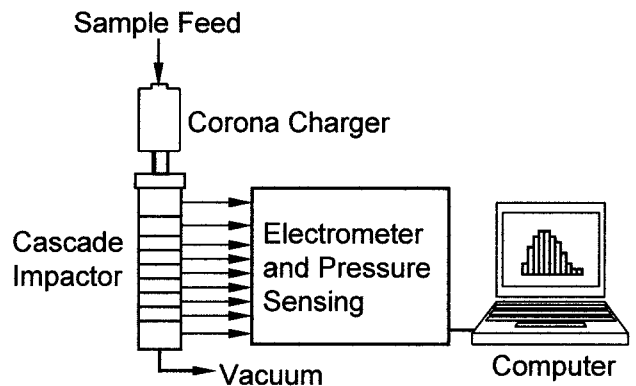 Sample Feed
Corona Charger
Cascade
Impactor
Electrometer
and Pressure
Sensing
Vacuum
Computer